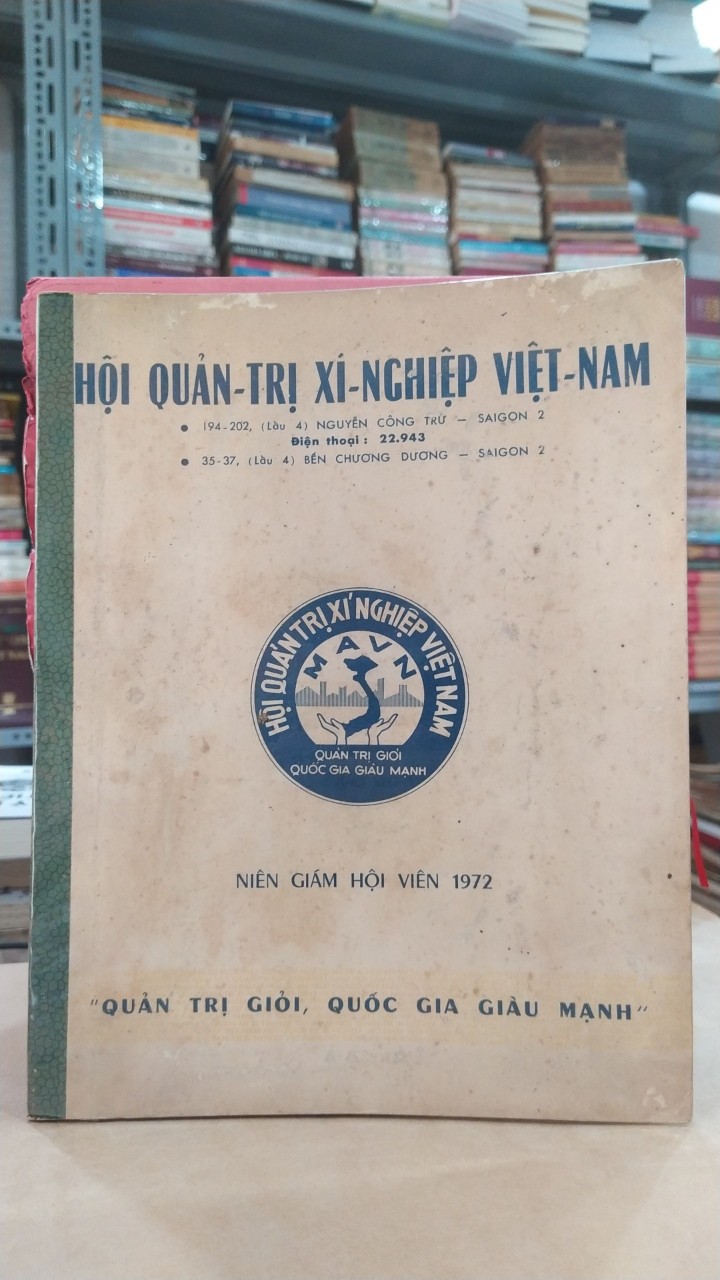 HỘI QUẢN-TRỊ XÍ-NGHIỆP VIỆT-NAM
• 194-202, (Lầu 4) NGUYỄN CÔNG TRỨ — SAIGON 2
Điện thoại : 22.943
• 35-37, (Lầu 4) BẾN CHƯƠNG DƯƠNG — SAIGON 2
HỘI QUẢN TRỊ XÍ NGHIỆP VIỆT NAM
MAVN
QUẢN TRỊ GIỎI
QUỐC GIA GIÀU MẠNH
NIÊN GIÁM HỘI VIÊN 1972
"QUẢN TRỊ GIỎI, QUỐC GIA GIÀU MẠNH"